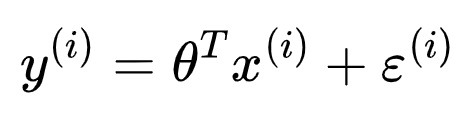 y^{(i)} = θ^T x^{(i)} + ε^{(i)}